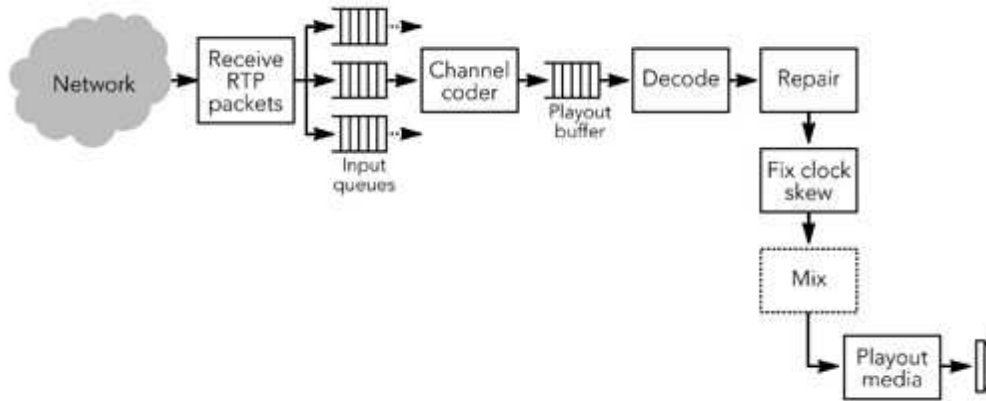 Network
Receive
RTP
packets
Input
queues
Channel
coder
Playout
buffer
Decode
Repair
Fix clock
skew
Mix
Playout
media